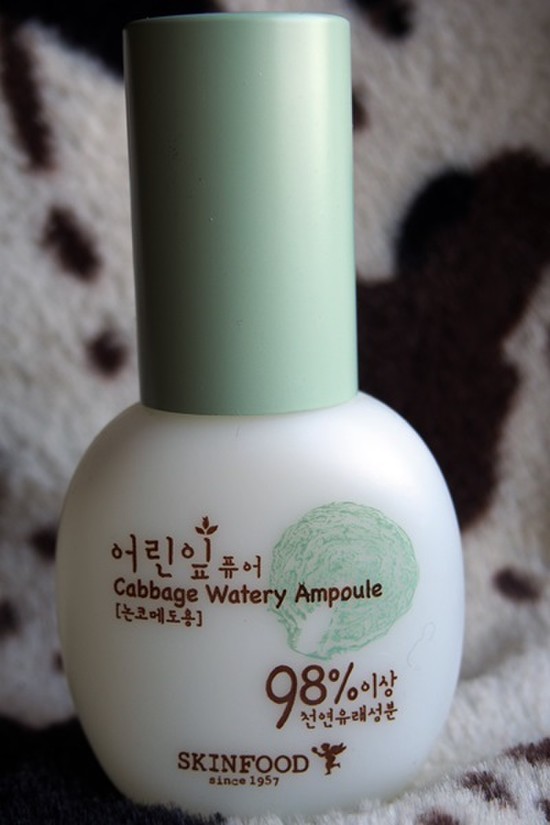 어린잎 퓨어
Cabbage Watery Ampoule
[논코메도용]
98% 이상
천연유래성분
SKINFOOD
since 1957